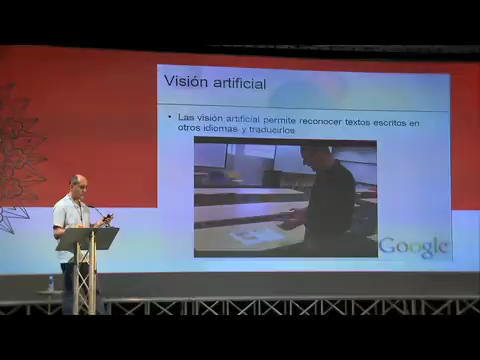 Visión artificial
• Las visión artificial permite reconocer textos escritos en
otros idiomas y traducirlos
Google